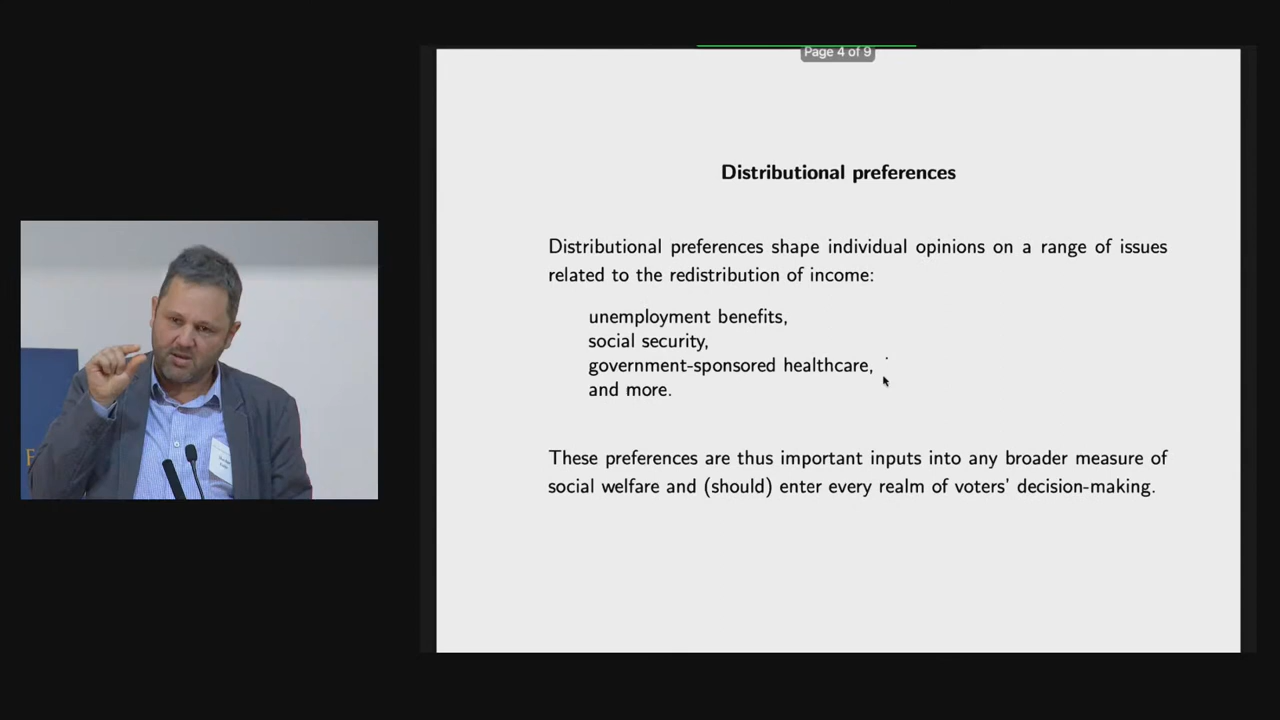 Page 4 of 9
Distributional preferences
Distributional preferences shape individual opinions on a range of issues
related to the redistribution of income:
unemployment benefits,
social security,
government-sponsored healthcare,
and more.
These preferences are thus important inputs into any broader measure of
social welfare and (should) enter every realm of voters' decision-making.